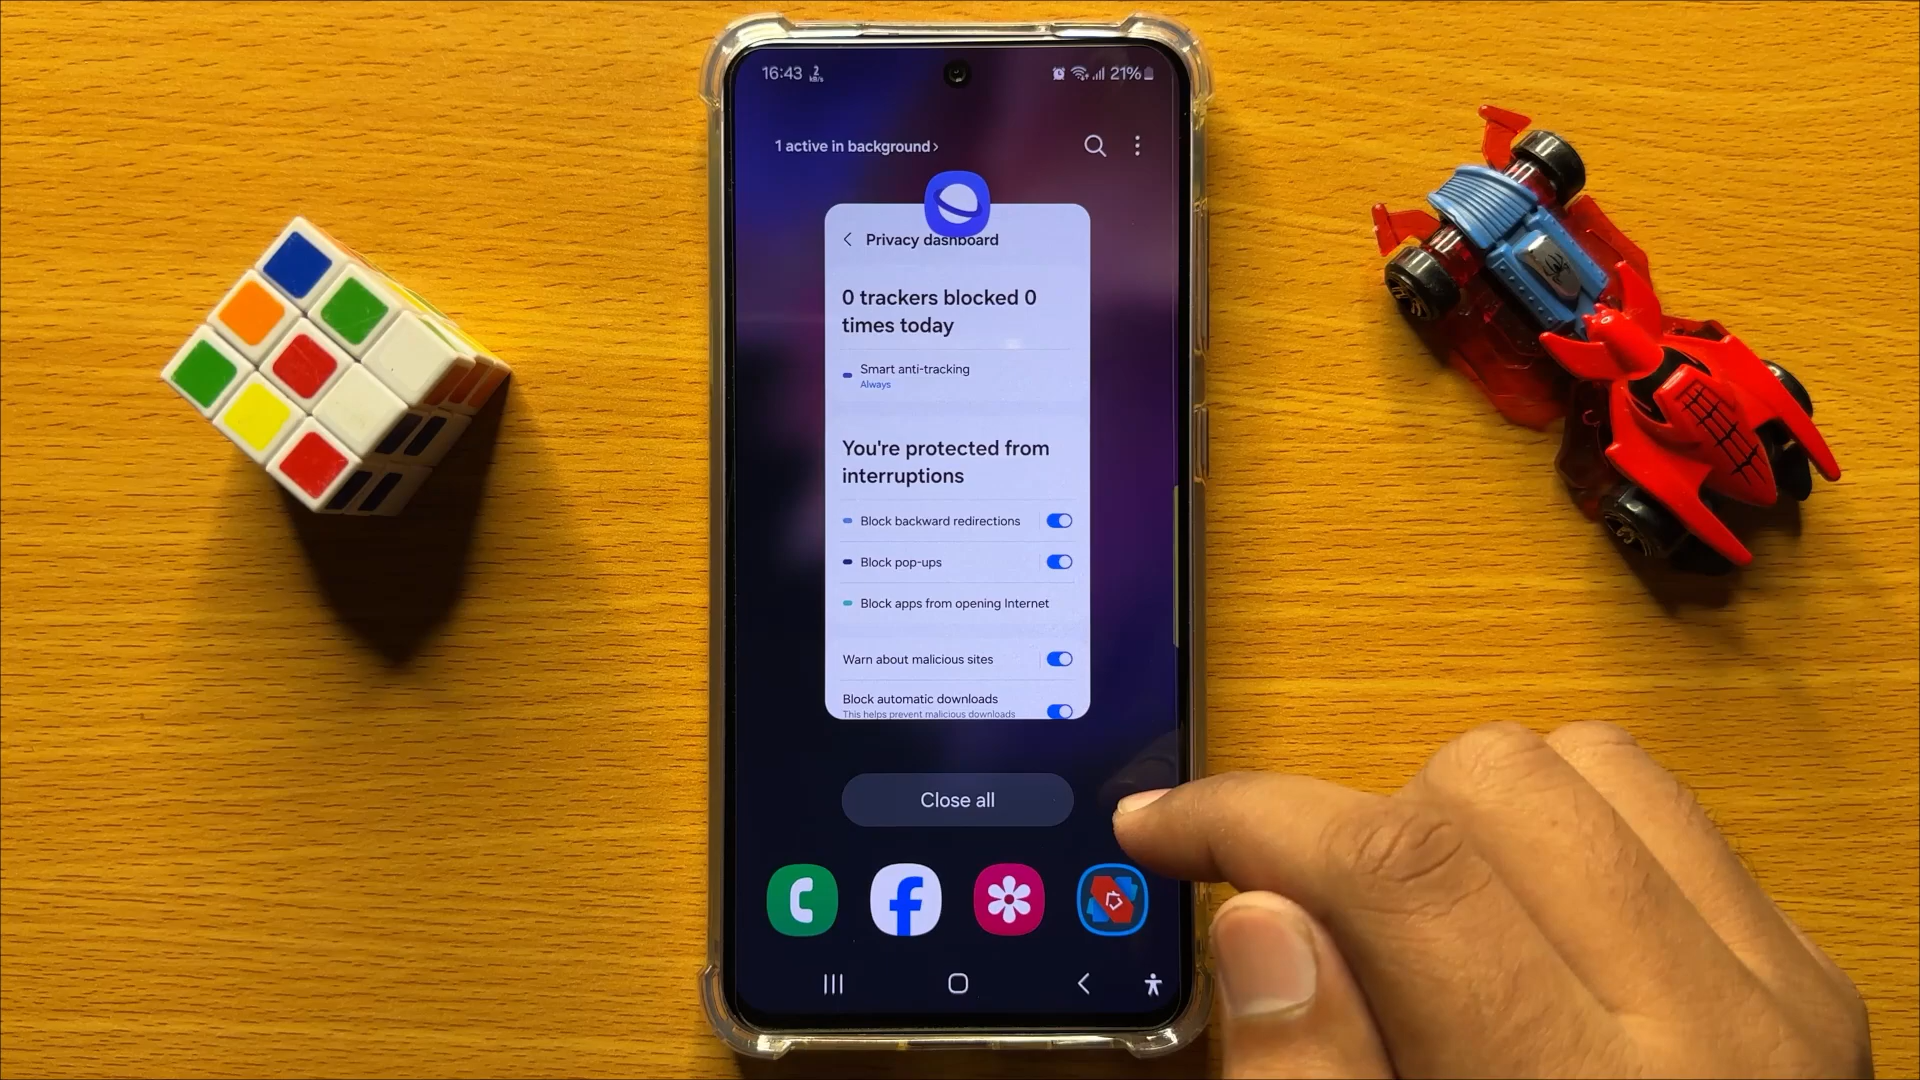 16:43 2 kB/s 21%
1 active in background >
Privacy dashboard
0 trackers blocked 0
times today
Smart anti-tracking
Always
You're protected from
interruptions
Block backward redirections
Block pop-ups
Block apps from opening Internet
Warn about malicious sites
Block automatic downloads
This helps prevent malicious downloads
Close all